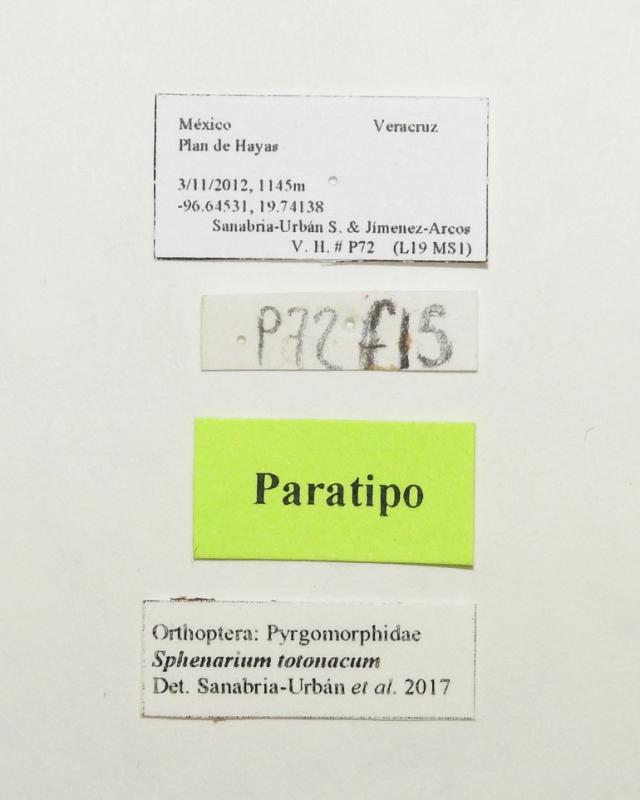 México Veracruz
Plan de Hayas
3/11/2012, 1145m
-96.64531, 19.74138
Sanabria-Urbán S. & Jímenez-Arcos
V. H. # P72 (L19 MS1)
P72 f15
Paratipo
Orthoptera: Pyrgomorphidae
Sphenarium totonacum
Det. Sanabria-Urbán et al. 2017